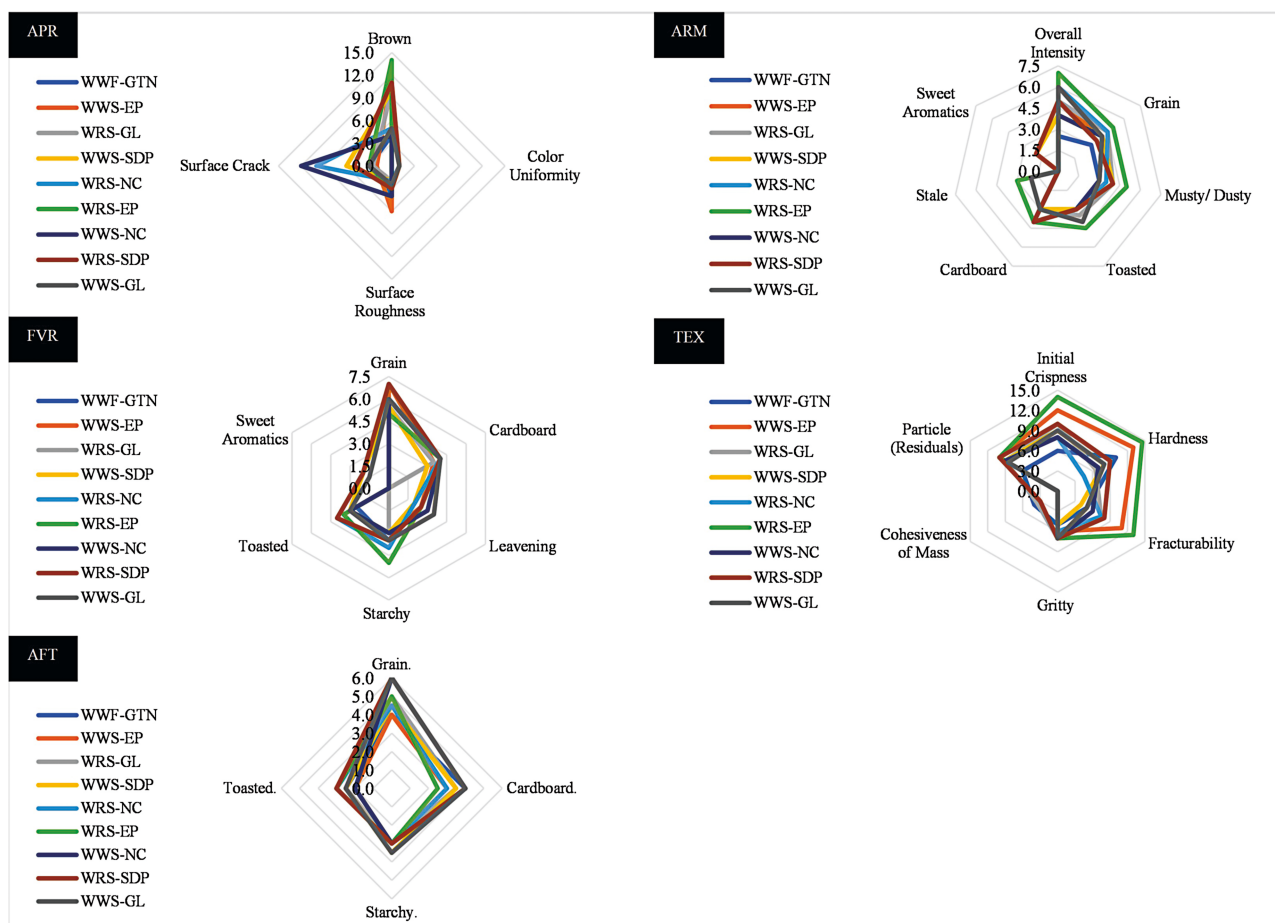 APR
WWF-GTN
WWS-EP
WRS-GL
WWS-SDP
WRS-NC
WRS-EP
WWS-NC
WRS-SDP
WWS-GL
Brown
15.0
12.0
9.0
6.0
3.0
0.0
Surface Crack
Color
Uniformity
Surface
Roughness
ARM
WWF-GTN
WWS-EP
WRS-GL
WWS-SDP
WRS-NC
WRS-EP
WWS-NC
WRS-SDP
WWS-GL
Overall
Intensity
7.5
6.0
4.5
3.0
1.5
0.0
Sweet
Aromatics
Grain
Stale
Musty/ Dusty
Cardboard
Toasted
FVR
WWF-GTN
WWS-EP
WRS-GL
WWS-SDP
WRS-NC
WRS-EP
WWS-NC
WRS-SDP
WWS-GL
Grain
7.5
6.0
4.5
3.0
1.5
0.0
Sweet
Aromatics
Cardboard
Toasted
Leavening
Starchy
TEX
WWF-GTN
WWS-EP
WRS-GL
WWS-SDP
WRS-NC
WRS-EP
WWS-NC
WRS-SDP
WWS-GL
Initial
Crispness
15.0
12.0
9.0
6.0
3.0
0.0
Particle
(Residuals)
Hardness
Cohesiveness
of Mass
Fracturability
Gritty
AFT
WWF-GTN
WWS-EP
WRS-GL
WWS-SDP
WRS-NC
WRS-EP
WWS-NC
WRS-SDP
WWS-GL
Grain.
6.0
5.0
4.0
3.0
2.0
1.0
0.0
Toasted.
Cardboard.
Starchy.